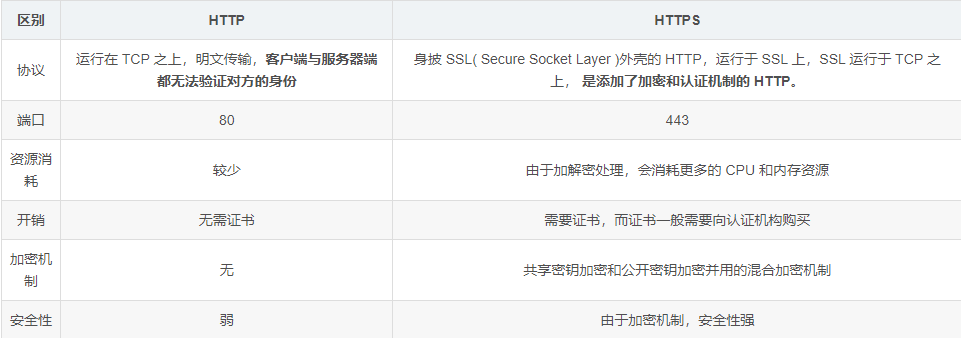 区别 HTTP HTTPS
协议 运行在 TCP 之上，明文传输，客户端与服务器端都无法验证对方的身份 身披 SSL( Secure Socket Layer )外壳的 HTTP，运行于 SSL 上，SSL 运行于 TCP 之上， 是添加了加密和认证机制的 HTTP。
端口 80 443
资源消耗 较少 由于加解密处理，会消耗更多的 CPU 和内存资源
开销 无需证书 需要证书，而证书一般需要向认证机构购买
加密机制 无 共享密钥加密和公开密钥加密并用的混合加密机制
安全性 弱 由于加密机制，安全性强